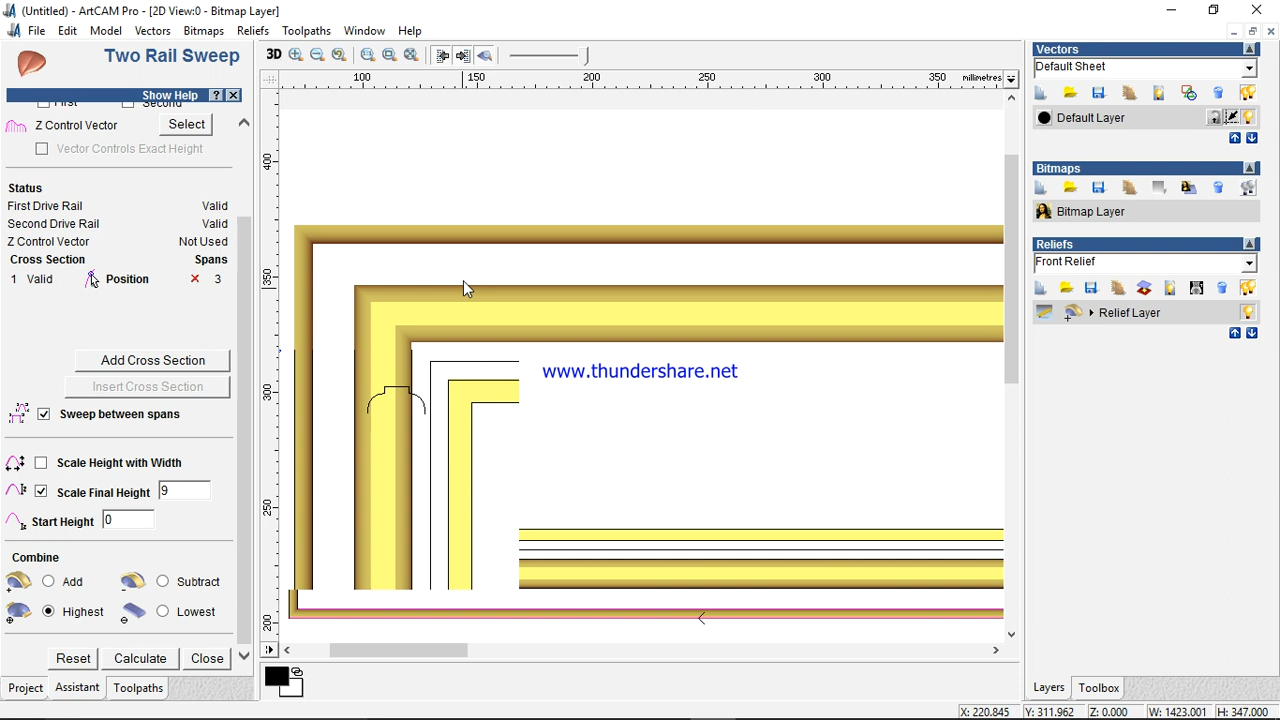 (Untitled) - ArtCAM Pro - [2D View:0 - Bitmap Layer]
File Edit Model Vectors Bitmaps Reliefs Toolpaths Window Help
Two Rail Sweep
Show Help ? X
First Second
Z Control Vector Select
Vector Controls Exact Height
Status
First Drive Rail Valid
Second Drive Rail Valid
Z Control Vector Not Used
Cross Section Spans
1 Valid Position 3
Add Cross Section
Insert Cross Section
Sweep between spans
Scale Height with Width
Scale Final Height 9
Start Height 0
Combine
Add Subtract
Highest Lowest
Reset Calculate Close
Project Assistant Toolpaths
3D
100 150 200 250 300 350 millimetres
400
350
300
250
200
www.thundershare.net
Vectors
Default Sheet
Default Layer
Bitmaps
Bitmap Layer
Reliefs
Front Relief
Relief Layer
Layers Toolbox
X: 220.845 Y: 311.962 Z: 0.000 W: 1423.001 H: 347.000